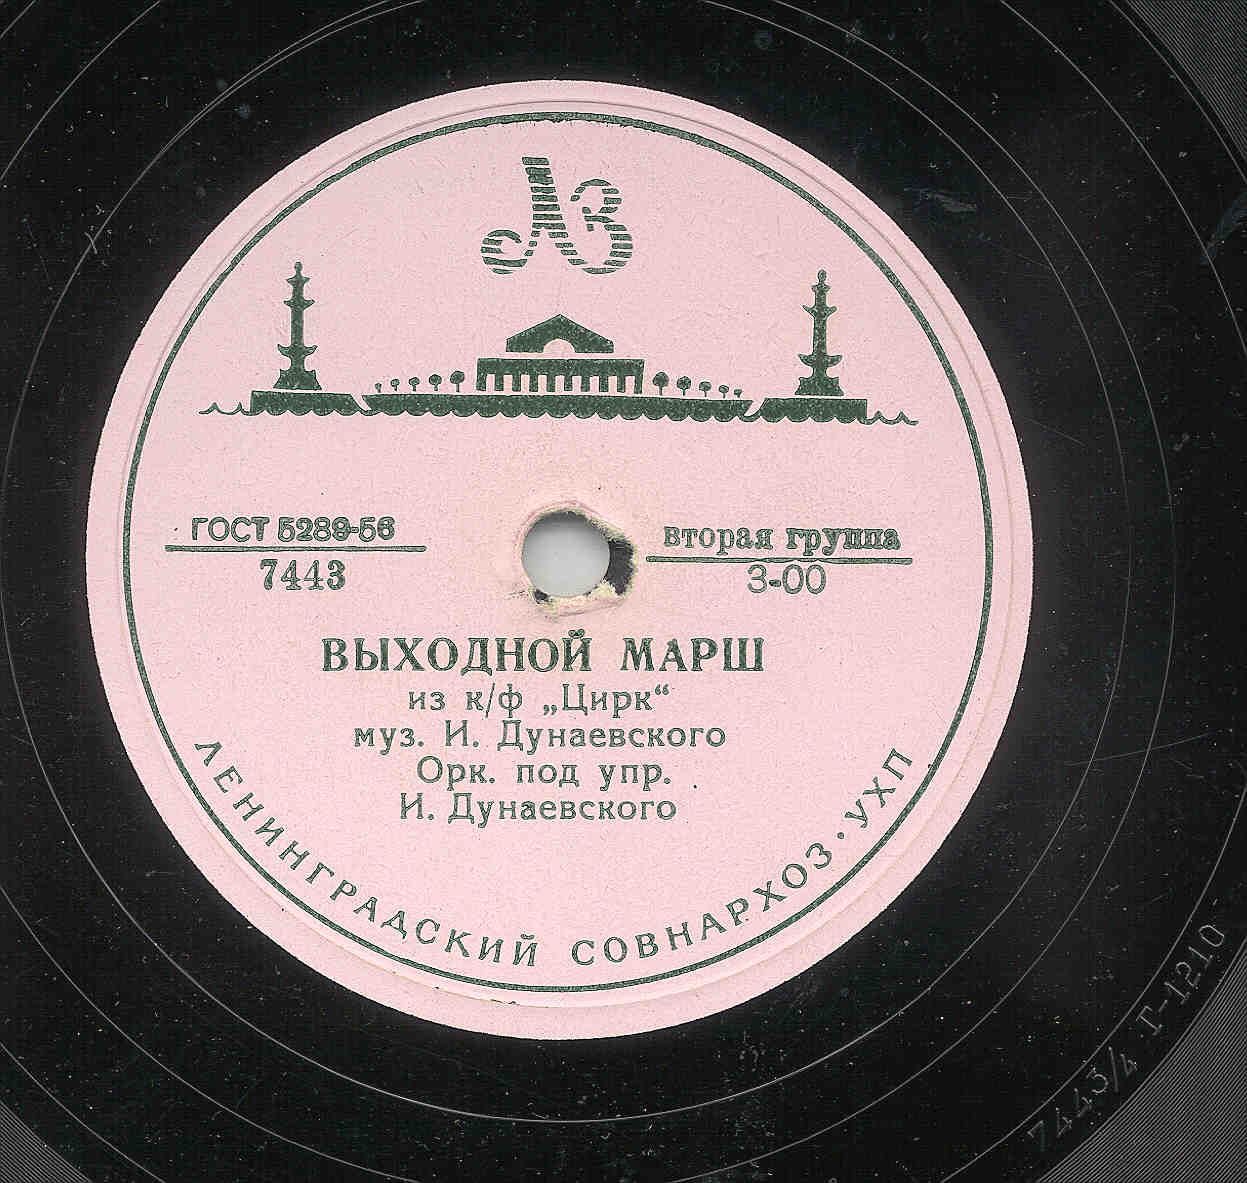 ЛЗ
ГОСТ 5289-56
7443
вторая группа
3-00
ВЫХОДНОЙ МАРШ
из к/ф „Цирк“
муз. И. Дунаевского
Орк. под упр.
И. Дунаевского
ЛЕНИНГРАДСКИЙ СОВНАРХОЗ · УХП
7443/4 Г-1210